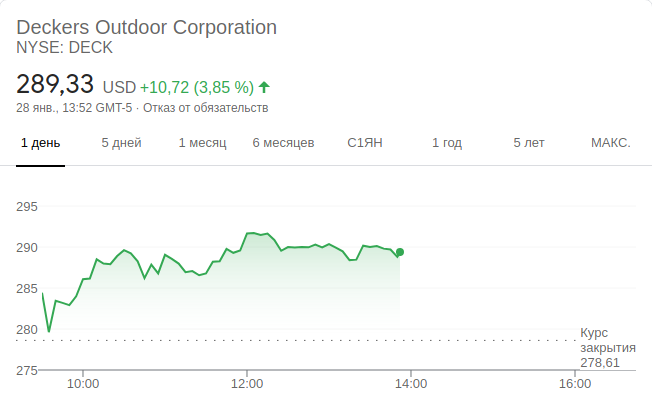 Deckers Outdoor Corporation
NYSE: DECK
289,33 USD +10,72 (3,85 %)
28 янв., 13:52 GMT-5 · Отказ от обязательств
1 день 5 дней 1 месяц 6 месяцев С1ЯН 1 год 5 лет МАКС.
295
290
285
280
Курс
закрытия
278,61
275
10:00 12:00 14:00 16:00